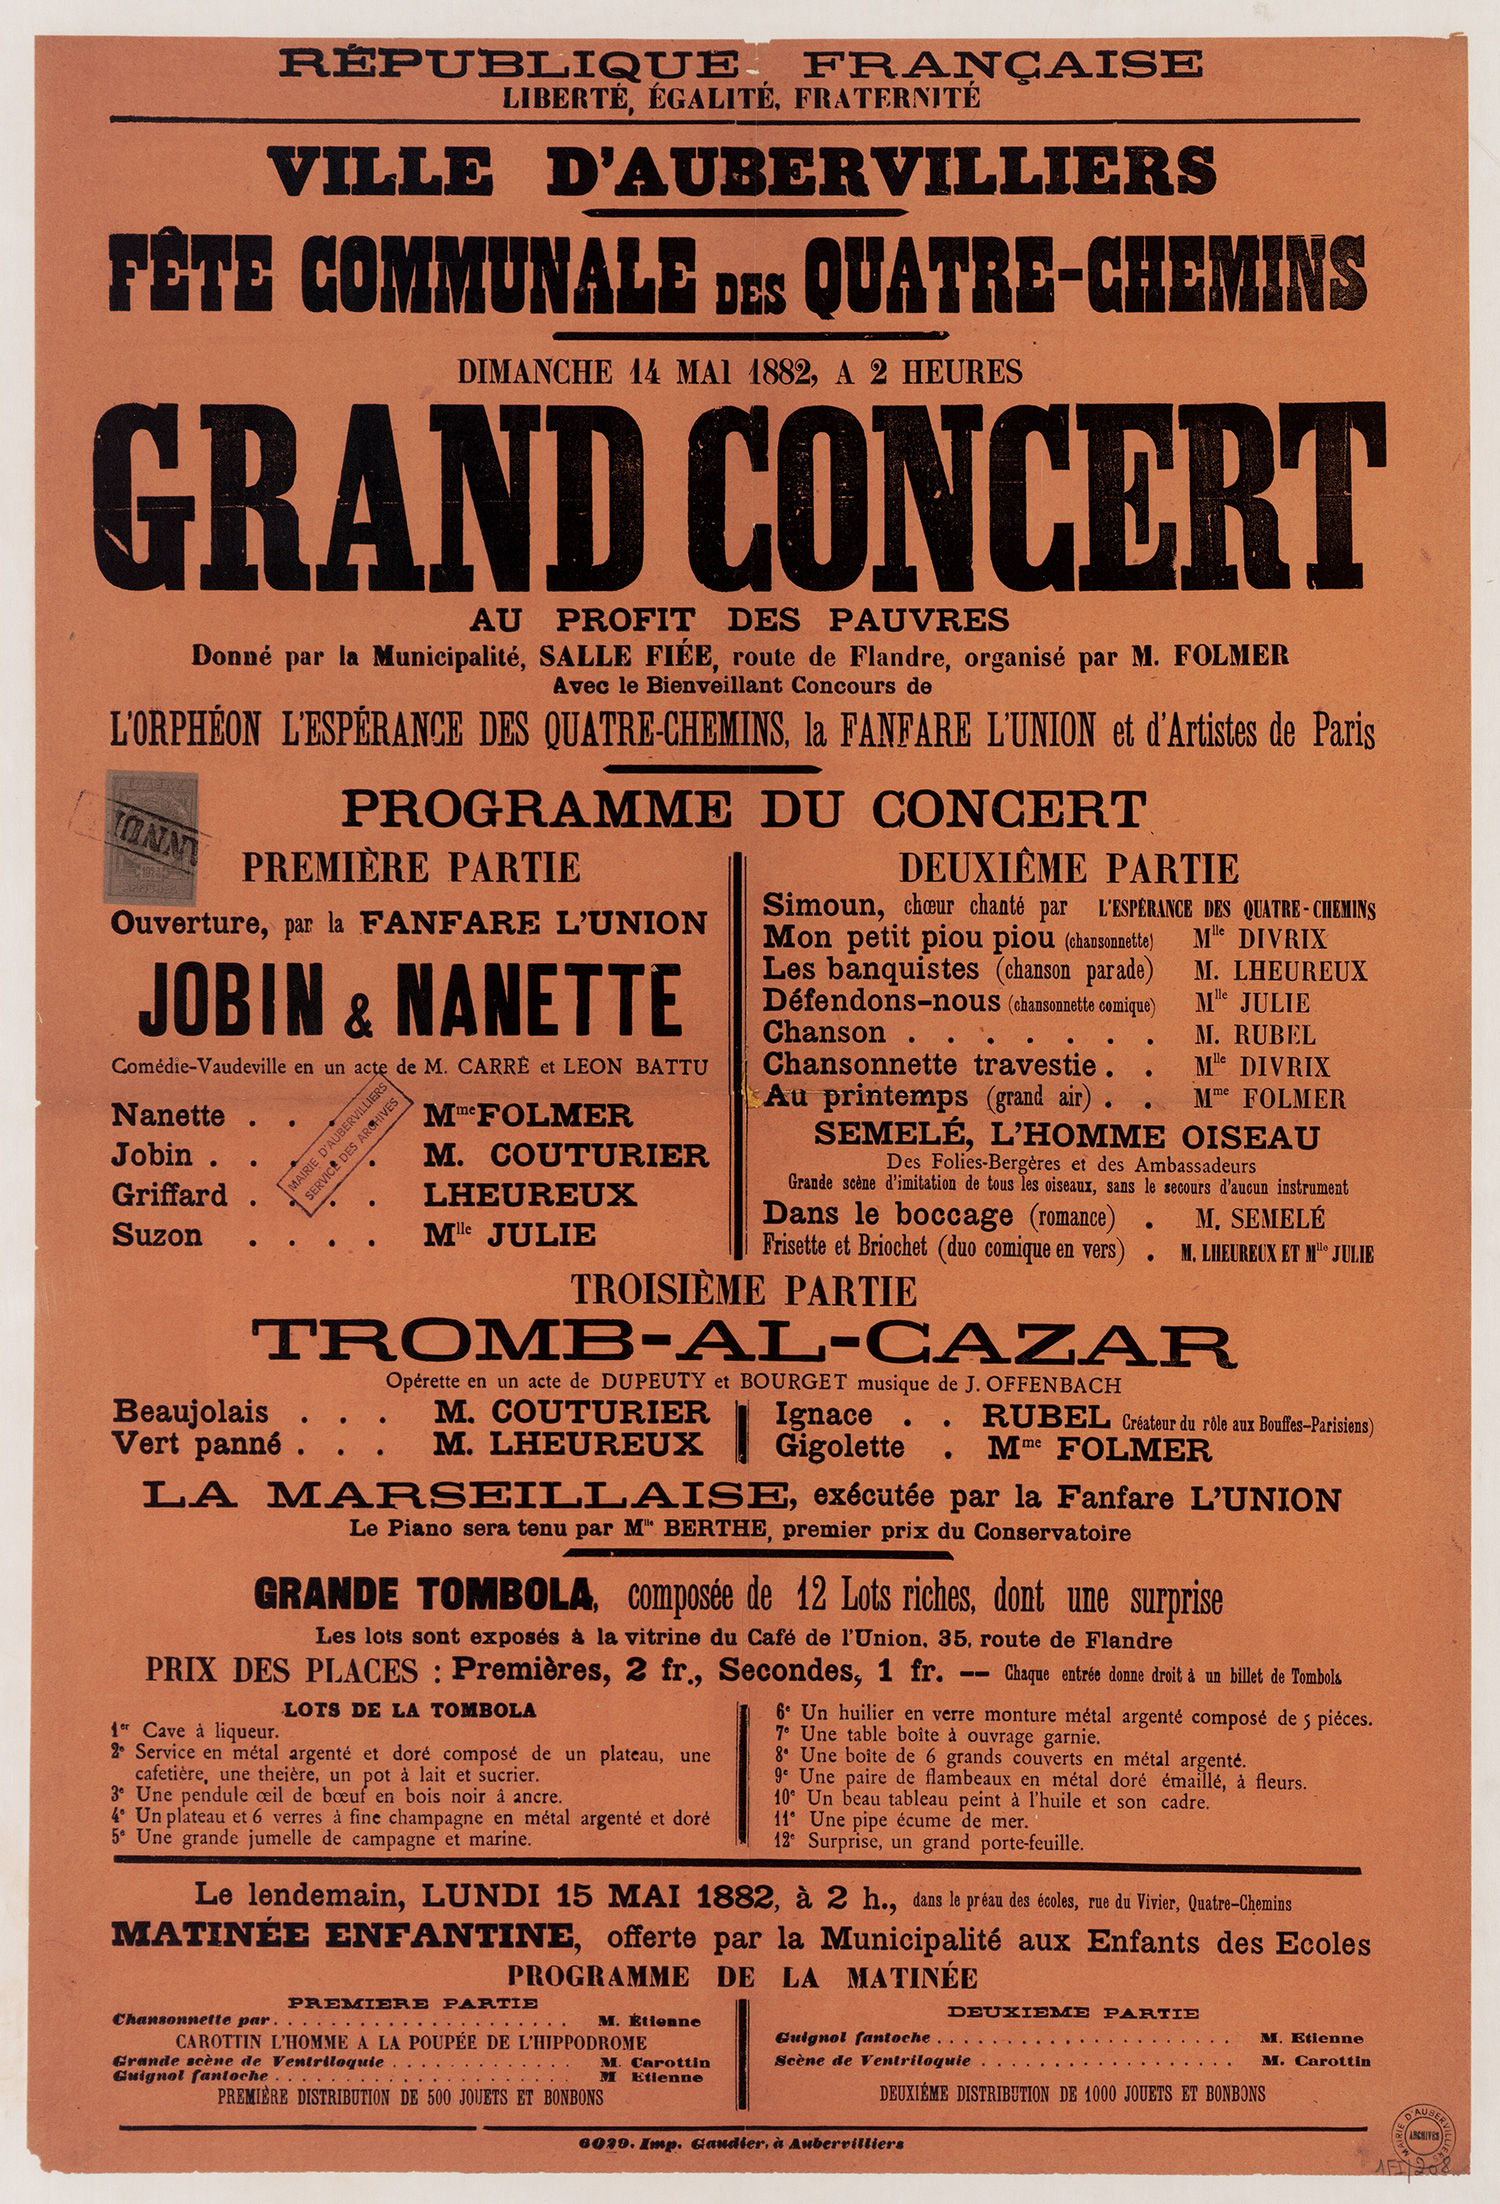 RÉPUBLIQUE FRANÇAISE
LIBERTÉ, ÉGALITÉ, FRATERNITÉ
VILLE D'AUBERVILLIERS
FÊTE COMMUNALE DES QUATRE-CHEMINS
DIMANCHE 14 MAI 1882, A 2 HEURES
GRAND CONCERT
AU PROFIT DES PAUVRES
Donné par la Municipalité, SALLE FIÉE, route de Flandre, organisé par M. FOLMER
Avec le Bienveillant Concours de
L'ORPHÉON L'ESPÉRANCE DES QUATRE-CHEMINS, la FANFARE L'UNION et d'Artistes de Paris
PROGRAMME DU CONCERT
PREMIÈRE PARTIE
Ouverture, par la FANFARE L'UNION
JOBIN & NANETTE
Comédie-Vaudeville en un acte de M. CARRÊ et LEON BATTU
Nanette . . . . Mme FOLMER
Jobin . . . . . M. COUTURIER
Griffard . . . . LHEUREUX
Suzon . . . . Mlle JULIE
MAIRIE D'AUBERVILLIERS
SERVICE DES ARCHIVES
DEUXIÊME PARTIE
Simoun, chœur chanté par L'ESPÉRANCE DES QUATRE-CHEMINS
Mon petit piou piou (chansonnette) Mlle DIVRIX
Les banquistes (chanson parade) M. LHEUREUX
Défendons-nous (chansonnette comique) Mlle JULIE
Chanson . . . . . . . M. RUBEL
Chansonnette travestie . . Mlle DIVRIX
Au printemps (grand air) . . Mme FOLMER
SEMELÉ, L'HOMME OISEAU
Des Folies-Bergères et des Ambassadeurs
Grande scène d'imitation de tous les oiseaux, sans le secours d'aucun instrument
Dans le boccage (romance) . M. SEMELÉ
Frisette et Briochet (duo comique en vers) . M. LHEUREUX ET Mlle JULIE
TROISIÈME PARTIE
TROMB-AL-CAZAR
Opérette en un acte de DUPEUTY et BOURGET musique de J. OFFENBACH
Beaujolais . . . M. COUTURIER
Vert panné . . . M. LHEUREUX
Ignace . . RUBEL Créateur du rôle aux Bouffes-Parisiens)
Gigolette . Mme FOLMER
LA MARSEILLAISE, exécutée par la Fanfare L'UNION
Le Piano sera tenu par Mlle BERTHE, premier prix du Conservatoire
GRANDE TOMBOLA, composée de 12 Lots riches, dont une surprise
Les lots sont exposés à la vitrine du Café de l'Union, 35, route de Flandre
PRIX DES PLACES : Premières, 2 fr., Secondes, 1 fr. -- Chaque entrée donne droit à un billet de Tombola
LOTS DE LA TOMBOLA
1er Cave à liqueur.
2e Service en métal argenté et doré composé de un plateau, une
cafetière, une theière, un pot à lait et sucrier.
3e Une pendule œil de bœuf en bois noir â ancre.
4e Un plateau et 6 verres à fine champagne en métal argenté et doré
5e Une grande jumelle de campagne et marine.
6e Un huilier en verre monture métal argenté composé de 5 piéces.
7e Une table boîte à ouvrage garnie.
8e Une boîte de 6 grands couverts en métal argenté.
9e Une paire de flambeaux en métal doré émaillé, à fleurs.
10e Un beau tableau peint à l'huile et son cadre.
11e Une pipe écume de mer.
12e Surprise, un grand porte-feuille.
Le lendemain, LUNDI 15 MAI 1882, à 2 h., dans le préau des écoles, rue du Vivier, Quatre-Chemins
MATINÉE ENFANTINE, offerte par la Municipalité aux Enfants des Ecoles
PROGRAMME DE LA MATINÉE
PREMIERE PARTIE
Chansonnette par . . . . . . . . . . M. Étienne
CAROTTIN L'HOMME A LA POUPÉE DE L'HIPPODROME
Grande scène de Ventriloquie . . . . . . . . . . M. Carottin
Guignol fantoche . . . . . . . . . . M Etienne
PREMIÈRE DISTRIBUTION DE 500 JOUETS ET BONBONS
DEUXIEME PARTIE
Guignol fantoche . . . . . . . . . . M. Etienne
Scène de Ventriloquie . . . . . . . . . . M. Carottin
DEUXIÉME DISTRIBUTION DE 1000 JOUETS ET BONBONS
6029. Imp. Gaudier, à Aubervilliers
MAIRIE D'AUBERVILLIERS
ARCHIVES
1FI/208